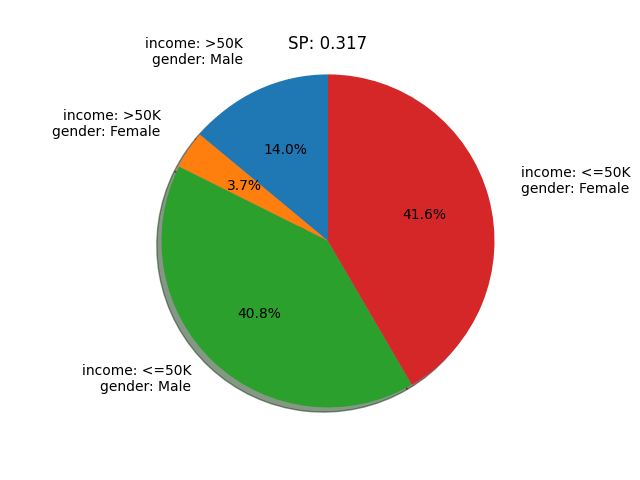 SP: 0.317
income: >50K
gender: Male
14.0%
income: >50K
gender: Female
3.7%
income: <=50K
gender: Male
40.8%
income: <=50K
gender: Female
41.6%